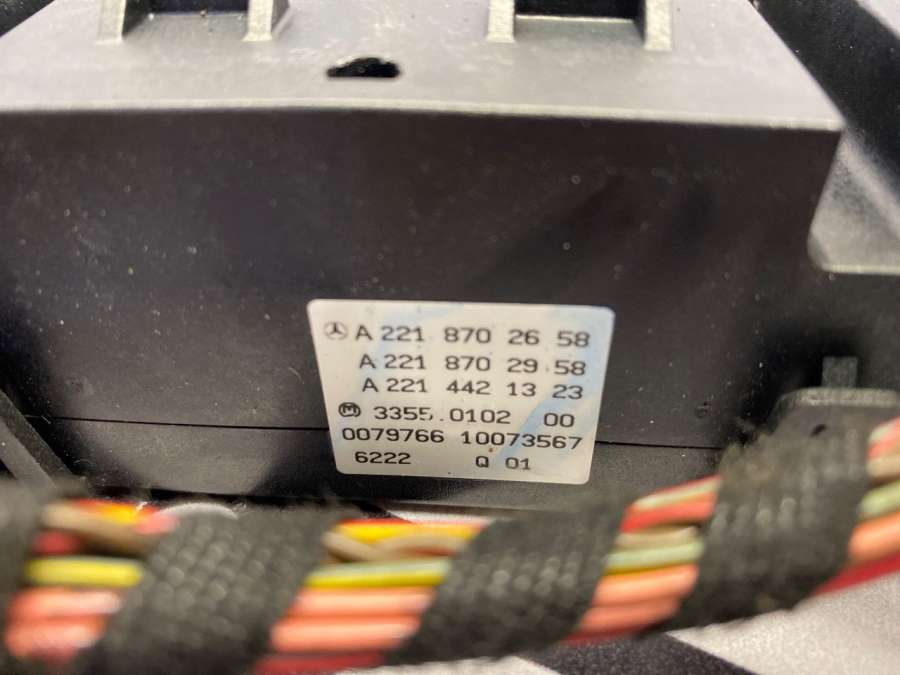 A 221 870 26 58
A 221 870 29 58
A 221 442 13 23
M 3355.0102 00
0079766 10073567
6222 Q 01